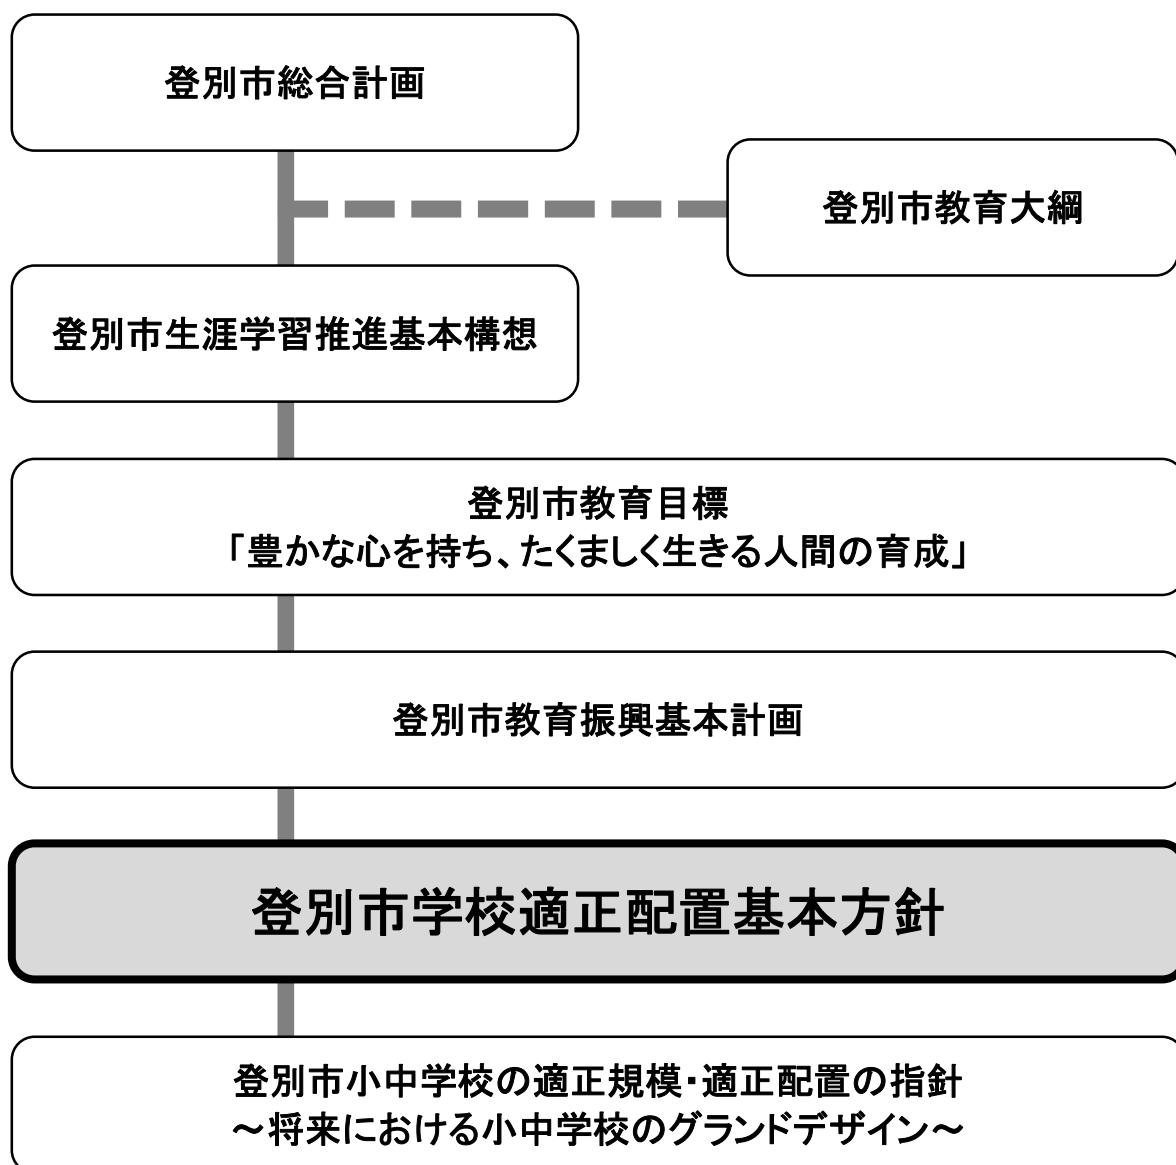 登別市総合計画
登別市教育大綱
登別市生涯学習推進基本構想
登別市教育目標
「豊かな心を持ち、たくましく生きる人間の育成」
登別市教育振興基本計画
登別市学校適正配置基本方針
登別市小中学校の適正規模・適正配置の指針
～将来における小中学校のグランドデザイン～